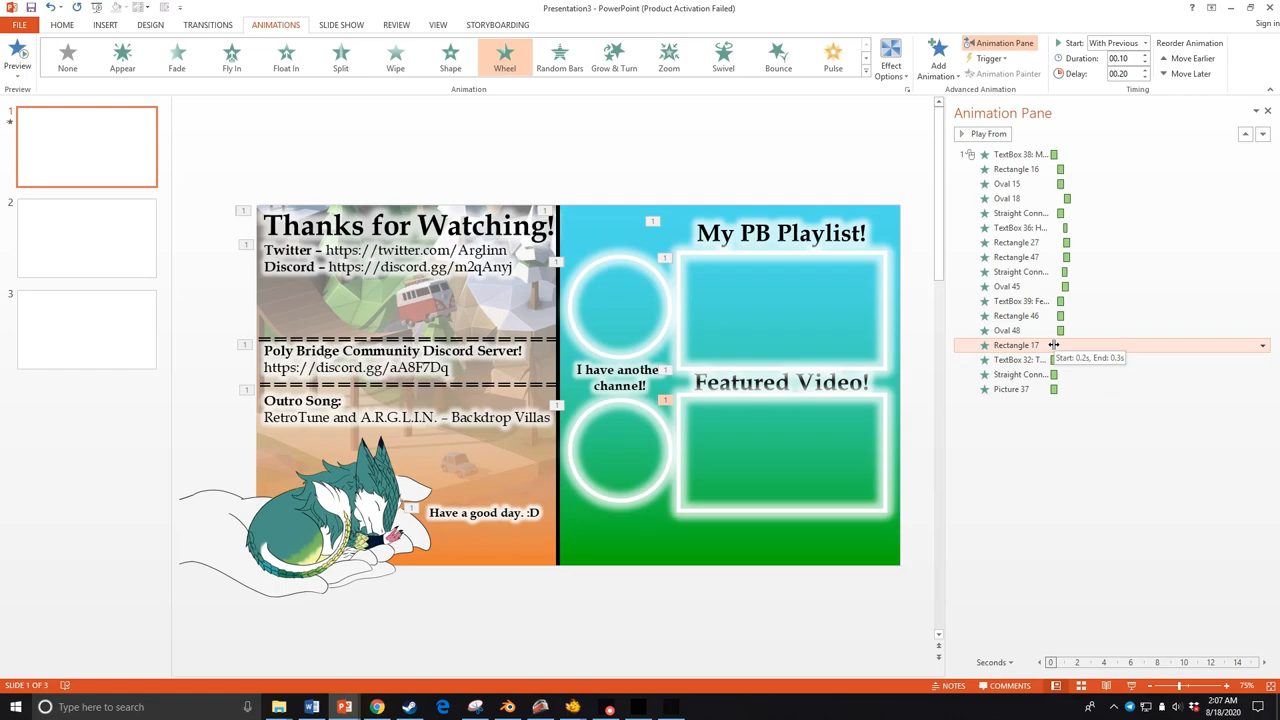 Presentation3 - PowerPoint (Product Activation Failed)
FILE HOME INSERT DESIGN TRANSITIONS ANIMATIONS SLIDE SHOW REVIEW VIEW STORYBOARDING
Sign in
Preview
None Appear Fade Fly In Float In Split Wipe Shape Wheel Random Bars Grow & Turn Zoom Swivel Bounce Pulse
Effect Options
Add Animation
Animation Pane
Trigger
Animation Painter
Start: With Previous
Duration: 00.10
Delay: 00.20
Reorder Animation
Move Earlier
Move Later
Preview
Animation
Advanced Animation
Timing
1
2
3
Thanks for Watching!
Twitter – https://twitter.com/Arglinn
Discord – https://discord.gg/m2qAnyj
Poly Bridge Community Discord Server!
https://discord.gg/aA8F7Dq
Outro Song:
RetroTune and A.R.G.L.I.N. – Backdrop Villas
Have a good day. :D
I have anothe
channel!
My PB Playlist!
Featured Video!
Animation Pane
Play From
1 TextBox 38: M...
Rectangle 16
Oval 15
Oval 18
Straight Conn...
TextBox 36: H...
Rectangle 27
Rectangle 47
Straight Conn...
Oval 45
TextBox 39: Fe...
Rectangle 46
Oval 48
Rectangle 17
Start: 0.2s, End: 0.3s
TextBox 32: T...
Straight Conn...
Picture 37
Seconds 0 2 4 6 8 10 12 14
SLIDE 1 OF 3
NOTES COMMENTS 75%
Type here to search
2:07 AM
8/18/2020